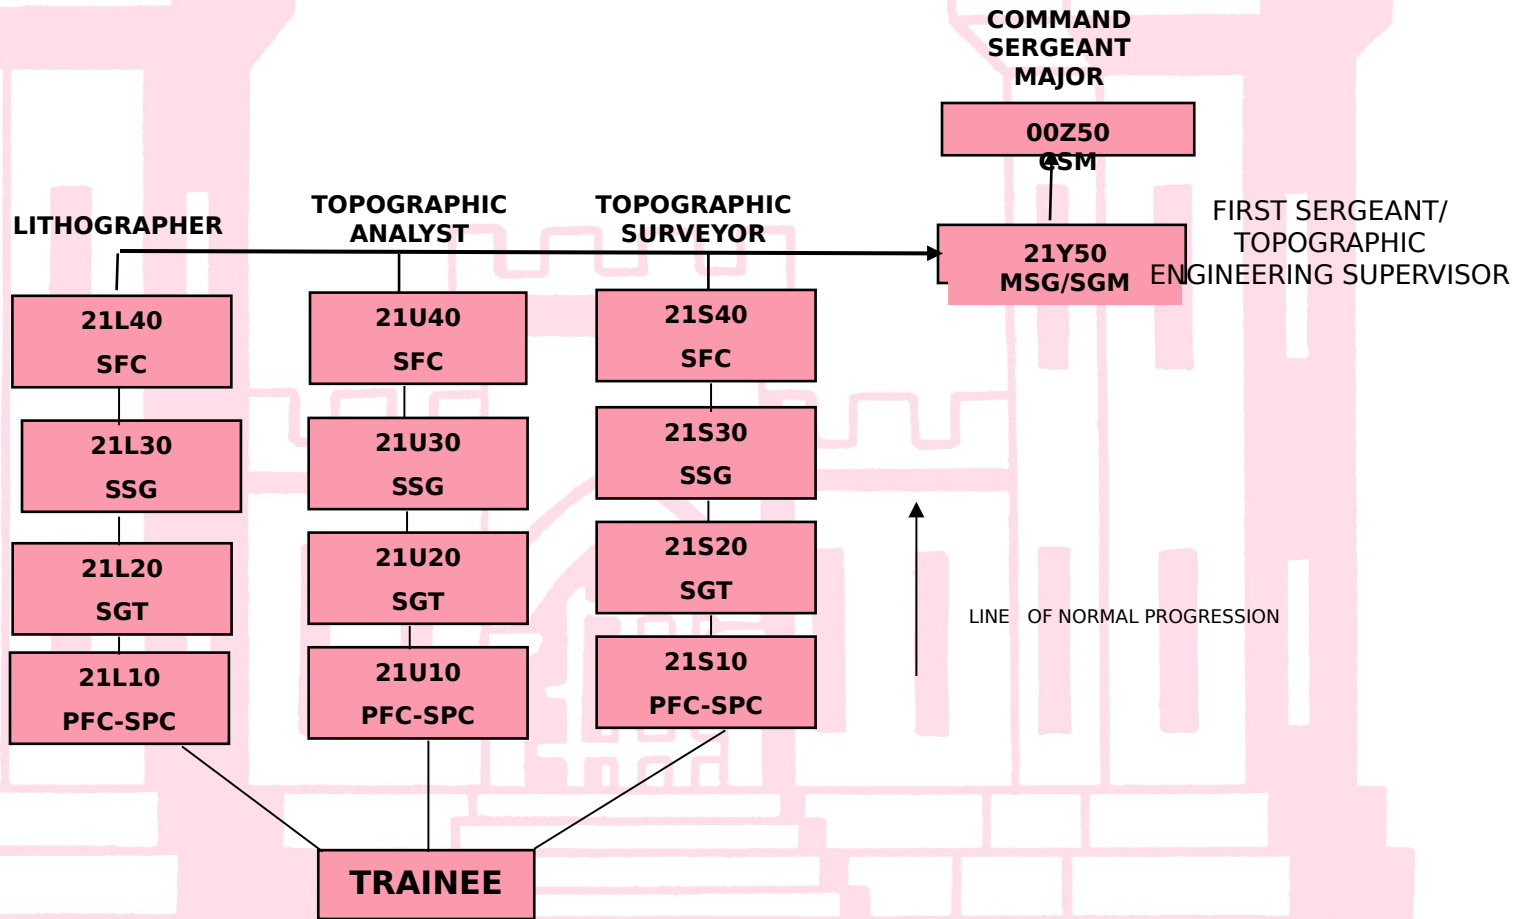 COMMAND
SERGEANT
MAJOR
00Z50
CSM
FIRST SERGEANT/
TOPOGRAPHIC
ENGINEERING SUPERVISOR
21Y50
MSG/SGM
LITHOGRAPHER
21L40
SFC
21L30
SSG
21L20
SGT
21L10
PFC-SPC
TOPOGRAPHIC
ANALYST
21U40
SFC
21U30
SSG
21U20
SGT
21U10
PFC-SPC
TOPOGRAPHIC
SURVEYOR
21S40
SFC
21S30
SSG
21S20
SGT
21S10
PFC-SPC
LINE OF NORMAL PROGRESSION
TRAINEE